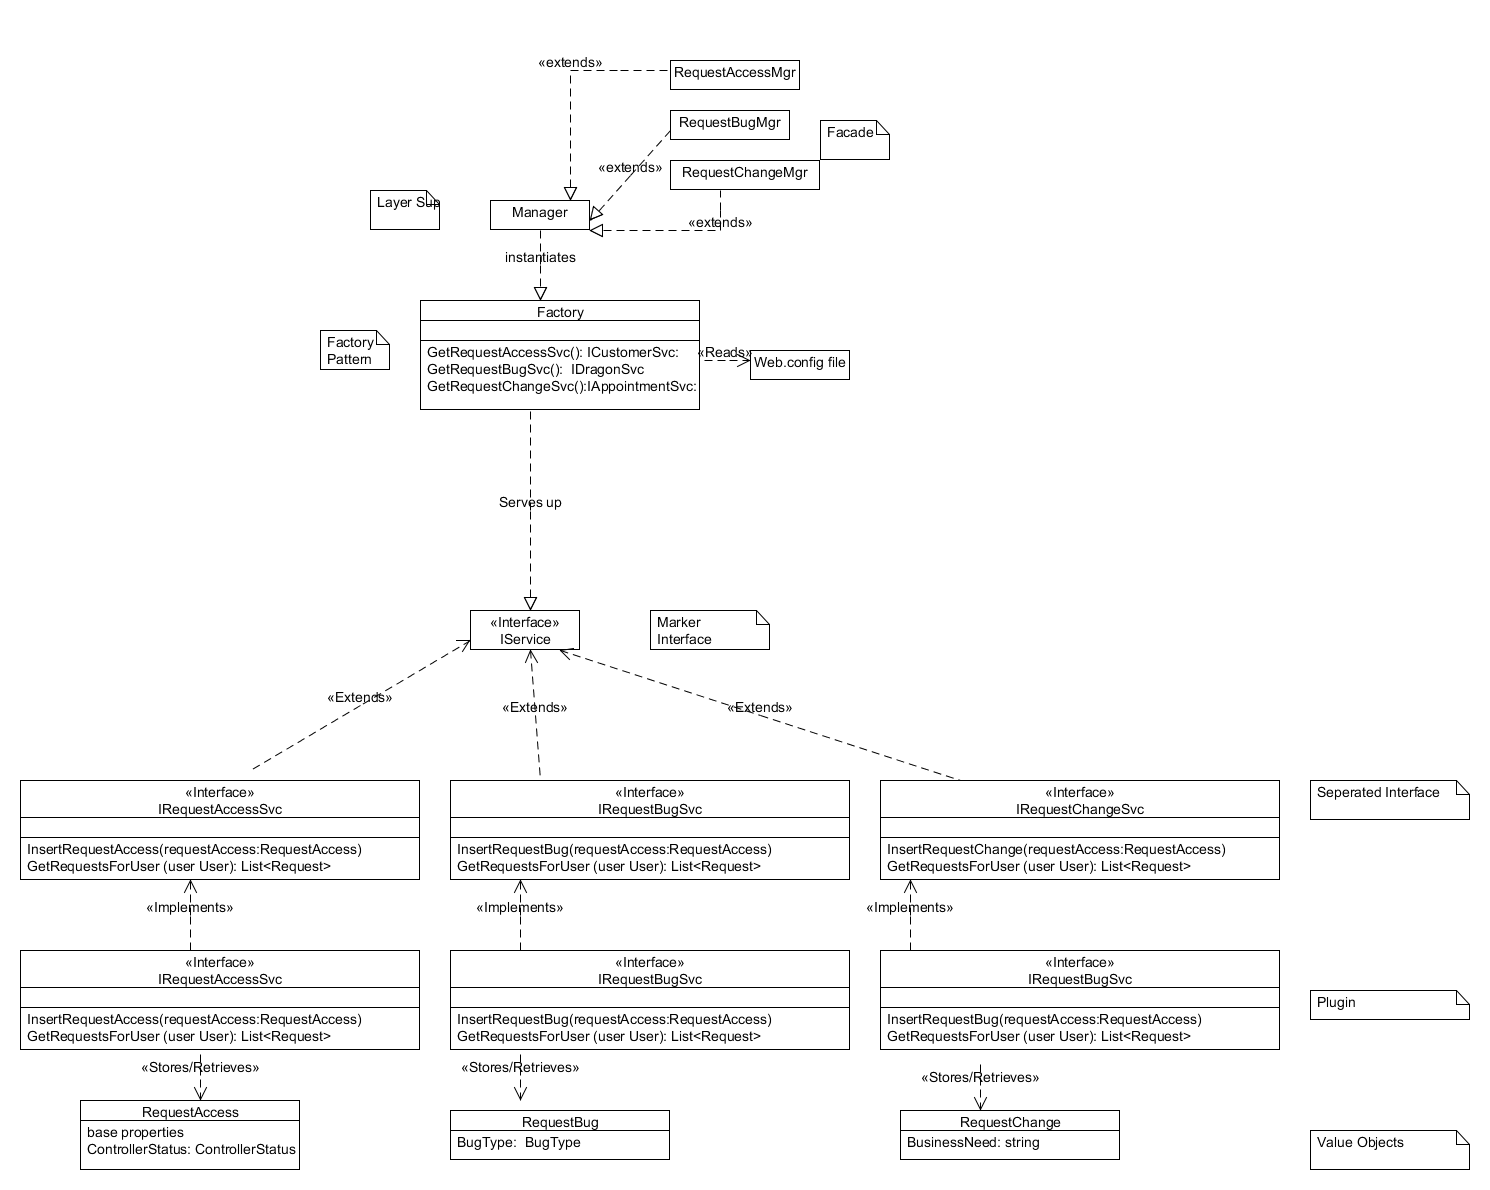 «extends»
RequestAccessMgr
RequestBugMgr
Facade
«extends»
RequestChangeMgr
Layer Sup
Manager
«extends»
instantiates
Factory
Factory
Pattern
GetRequestAccessSvc(): ICustomerSvc:
GetRequestBugSvc():  IDragonSvc
GetRequestChangeSvc():IAppointmentSvc:
«Reads»
Web.config file
Serves up
«Interface»
IService
Marker
Interface
«Extends»
«Extends»
«Extends»
«Interface»
IRequestAccessSvc
InsertRequestAccess(requestAccess:RequestAccess)
GetRequestsForUser (user User): List<Request>
«Interface»
IRequestBugSvc
InsertRequestBug(requestAccess:RequestAccess)
GetRequestsForUser (user User): List<Request>
«Interface»
IRequestChangeSvc
InsertRequestChange(requestAccess:RequestAccess)
GetRequestsForUser (user User): List<Request>
Seperated Interface
«Implements»
«Implements»
«Implements»
«Interface»
IRequestAccessSvc
InsertRequestAccess(requestAccess:RequestAccess)
GetRequestsForUser (user User): List<Request>
«Interface»
IRequestBugSvc
InsertRequestBug(requestAccess:RequestAccess)
GetRequestsForUser (user User): List<Request>
«Interface»
IRequestBugSvc
InsertRequestBug(requestAccess:RequestAccess)
GetRequestsForUser (user User): List<Request>
Plugin
«Stores/Retrieves»
«Stores/Retrieves»
«Stores/Retrieves»
RequestAccess
base properties
ControllerStatus: ControllerStatus
RequestBug
BugType:  BugType
RequestChange
BusinessNeed: string
Value Objects